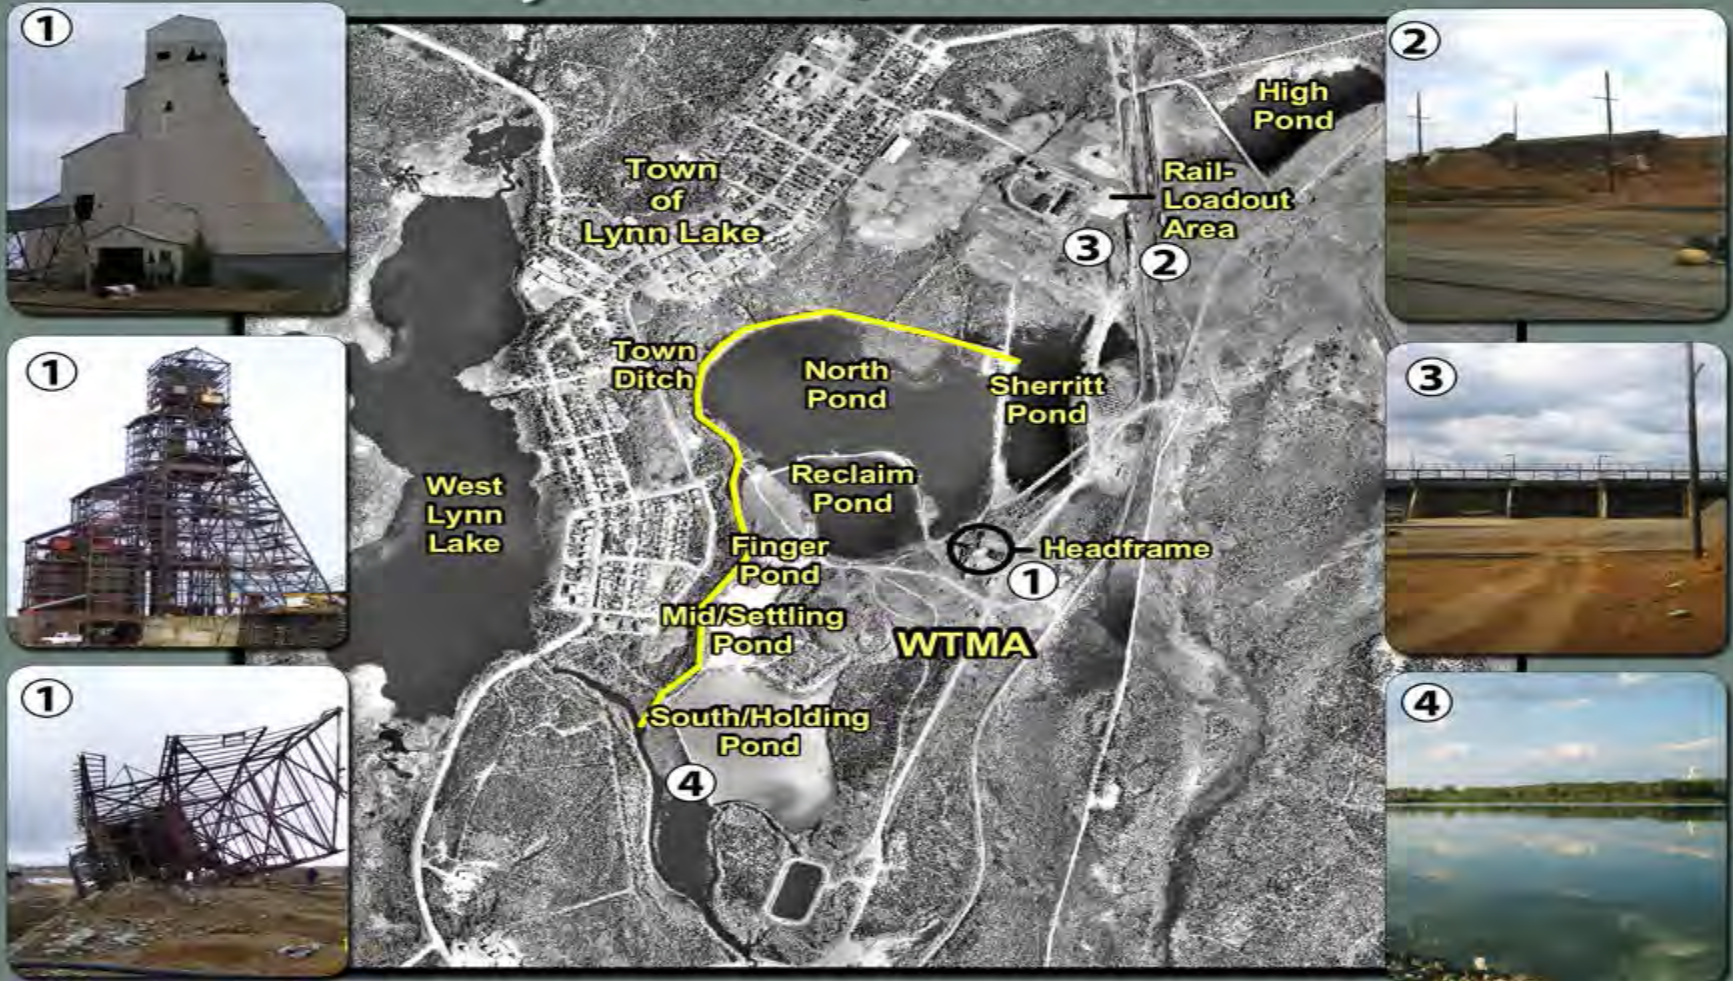 1
1
1
2
3
4
High
Pond
Town
of
Lynn Lake
Rail-
Loadout
Area
3
2
Town
Ditch
North
Pond
Sherritt
Pond
West
Lynn
Lake
Reclaim
Pond
Finger
Pond
Headframe
1
Mid/Settling
Pond
WTMA
South/Holding
Pond
4